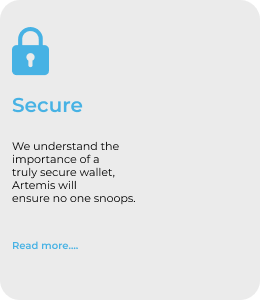 Secure
We understand the
importance of a
truly secure wallet,
Artemis will
ensure no one snoops.
Read more....